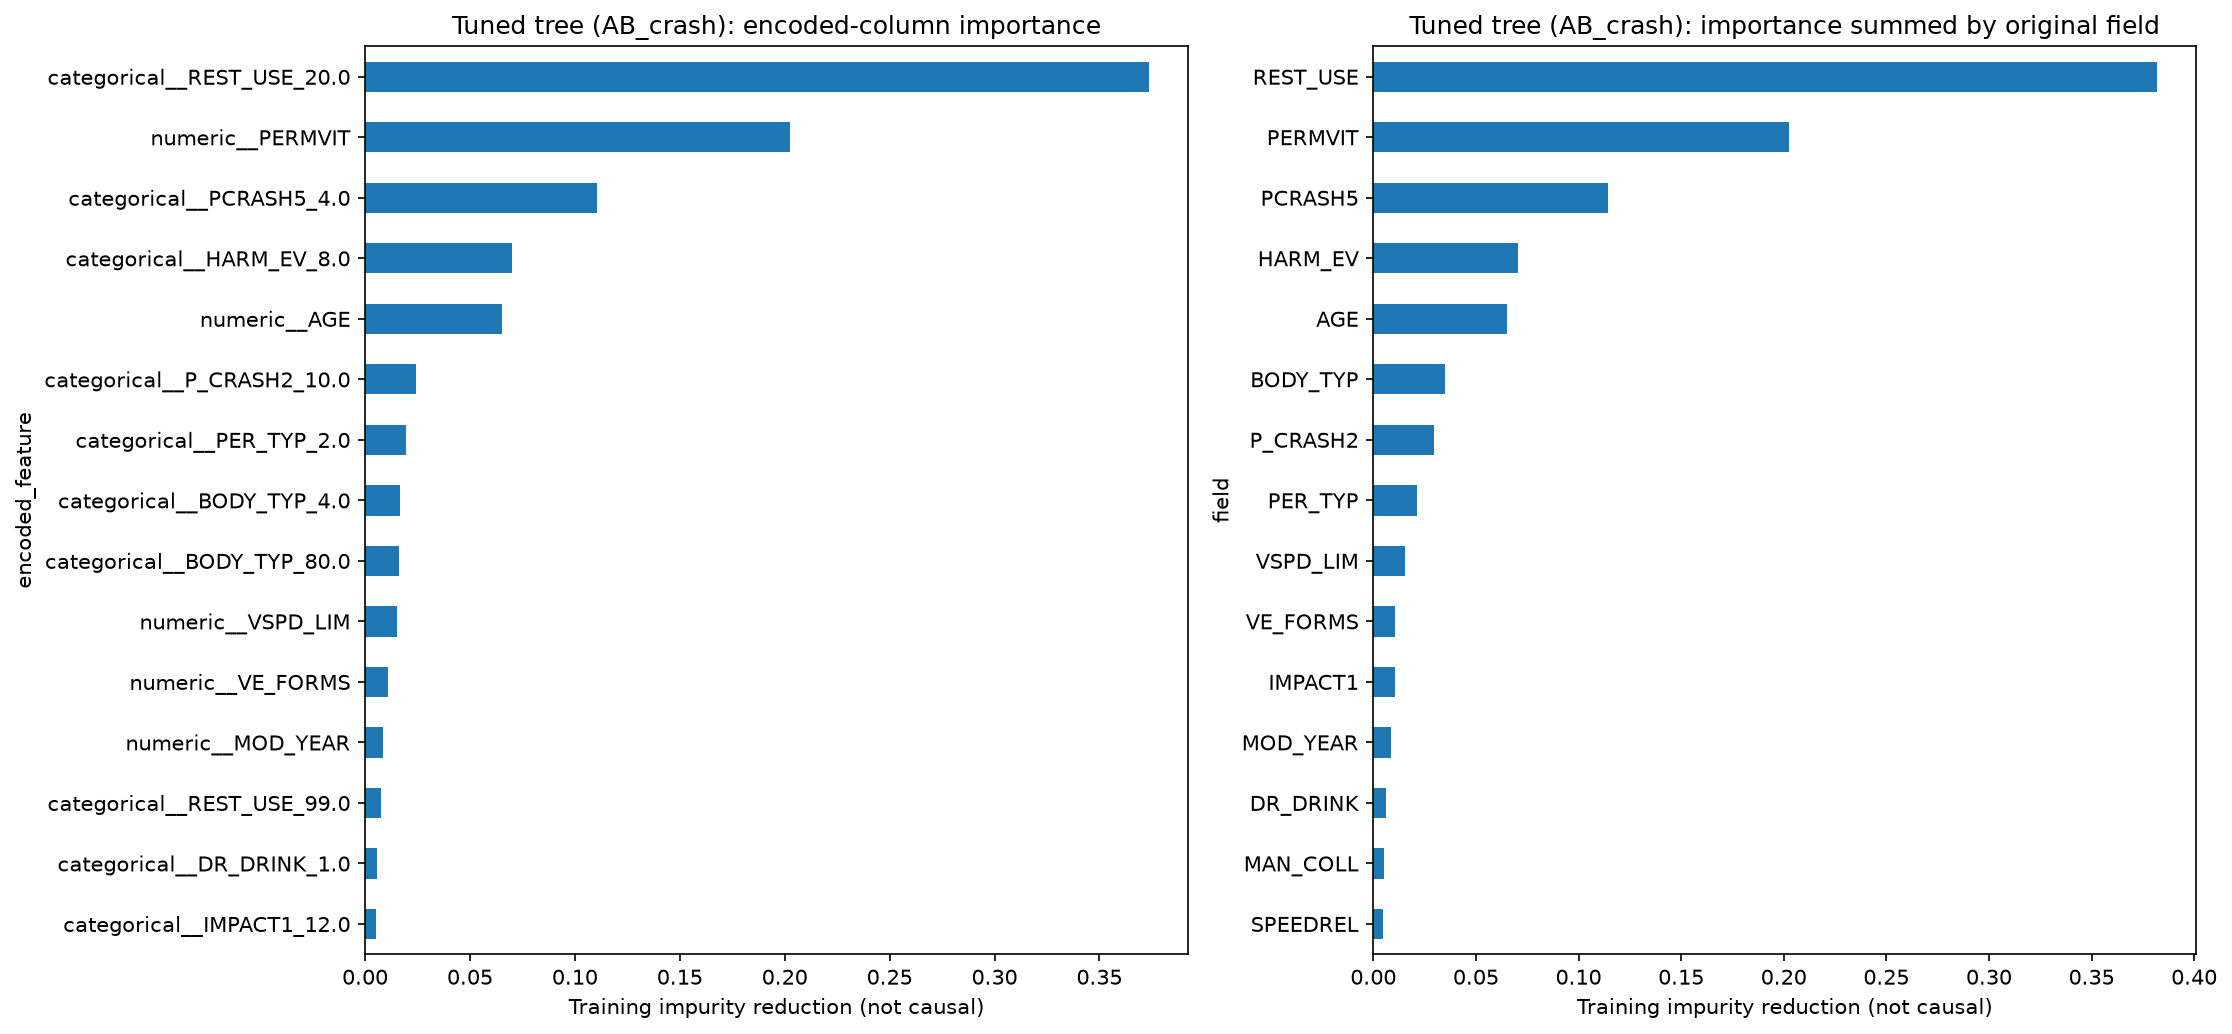 Tuned tree (AB_crash): encoded-column importance
encoded_feature
categorical__REST_USE_20.0
numeric__PERMVIT
categorical__PCRASH5_4.0
categorical__HARM_EV_8.0
numeric__AGE
categorical__P_CRASH2_10.0
categorical__PER_TYP_2.0
categorical__BODY_TYP_4.0
categorical__BODY_TYP_80.0
numeric__VSPD_LIM
numeric__VE_FORMS
numeric__MOD_YEAR
categorical__REST_USE_99.0
categorical__DR_DRINK_1.0
categorical__IMPACT1_12.0
0.00 0.05 0.10 0.15 0.20 0.25 0.30 0.35
Training impurity reduction (not causal)
Tuned tree (AB_crash): importance summed by original field
field
REST_USE
PERMVIT
PCRASH5
HARM_EV
AGE
BODY_TYP
P_CRASH2
PER_TYP
VSPD_LIM
VE_FORMS
IMPACT1
MOD_YEAR
DR_DRINK
MAN_COLL
SPEEDREL
0.00 0.05 0.10 0.15 0.20 0.25 0.30 0.35 0.40
Training impurity reduction (not causal)